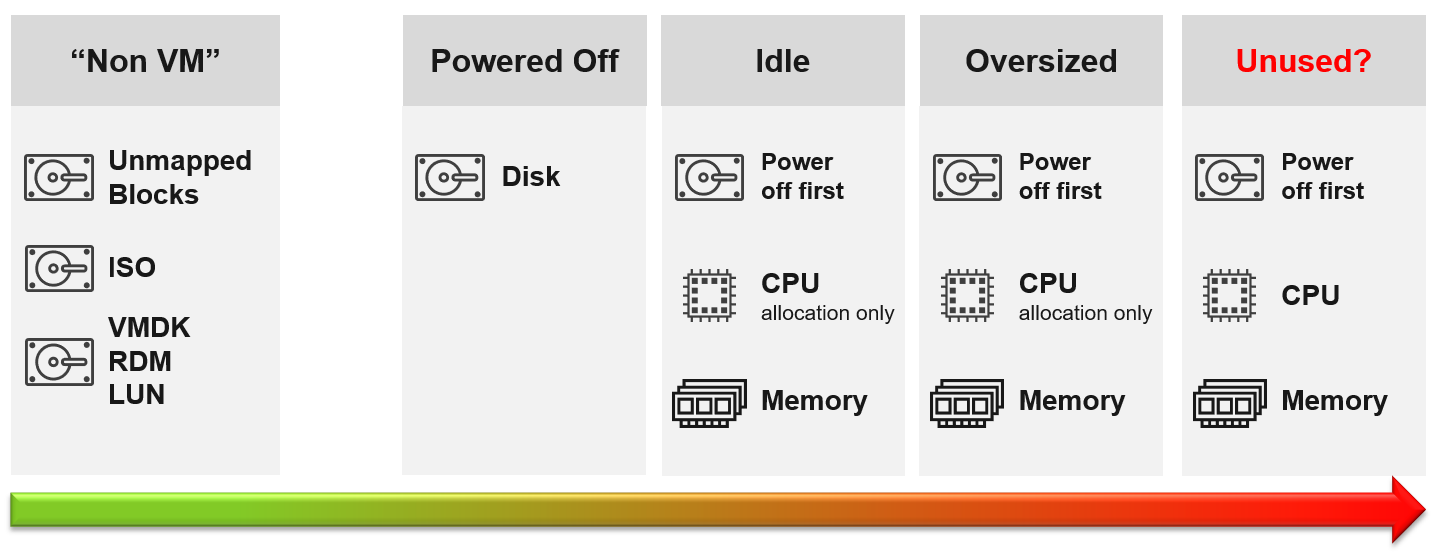 “Non VM”
Unmapped
Blocks
ISO
VMDK
RDM
LUN
Powered Off
Disk
Idle
Power
off first
CPU
allocation only
Memory
Oversized
Power
off first
CPU
allocation only
Memory
Unused?
Power
off first
CPU
Memory